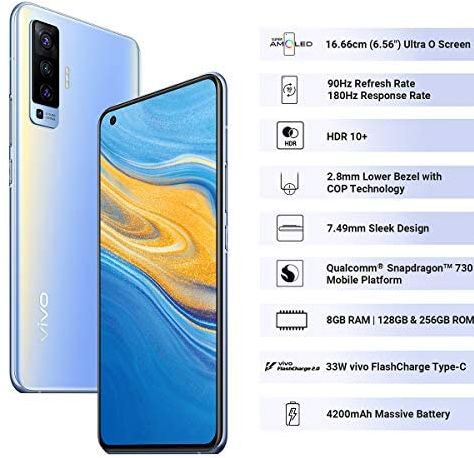 vivo
SUPER
AMOLED
16.66cm (6.56") Ultra O Screen
90
90Hz Refresh Rate
180Hz Response Rate
HDR
HDR 10+
2.8mm Lower Bezel with
COP Technology
7.49mm Sleek Design
Qualcomm® Snapdragon™ 730
Mobile Platform
8GB RAM | 128GB & 256GB ROM
vivo
FlashCharge 2.0
33W vivo FlashCharge Type-C
4200mAh Massive Battery